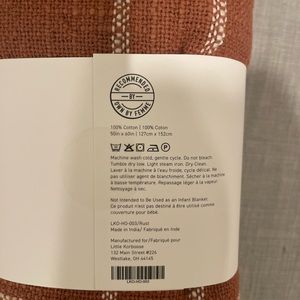 RECOMMENDED
BY
OWN BY FEMME
100% Cotton | 100% Coton
50in x 60in | 127cm x 152cm
Machine wash cold, gentle cycle. Do not bleach.
Tumble dry low. Light steam iron. Dry Clean.
Laver à la machine à l'eau froide, cycle délicat. Ne
pas utiliser agent de blanchiment. Sécher à la machine
à basse température. Repassage léger à la vapeur.
Nettoyage à sec.
Not Intended to Be Used as an Infant Blanket.
Ce produit n'est pas destiné à être utilisé comme
couverture pour bébé.
LKO-HO-003/Rust
Made in India/ Fabriqué en Inde
Manufactured for/Fabriqué pour
Little Korboose
132 Main Street #226
Westlake, OH 44145
LKO-HO-003